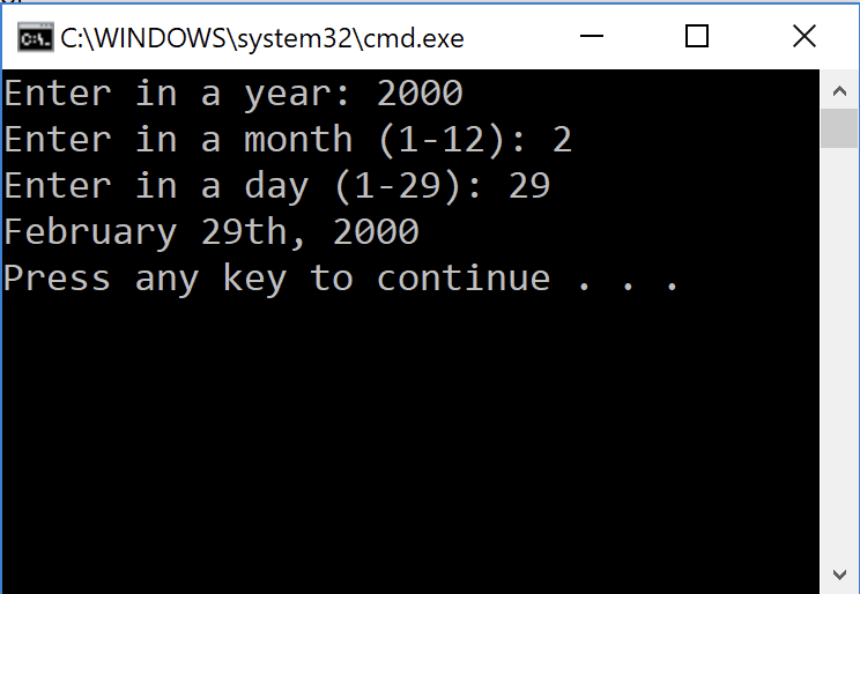 C:\WINDOWS\system32\cmd.exe
Enter in a year: 2000
Enter in a month (1-12): 2
Enter in a day (1-29): 29
February 29th, 2000
Press any key to continue . . .